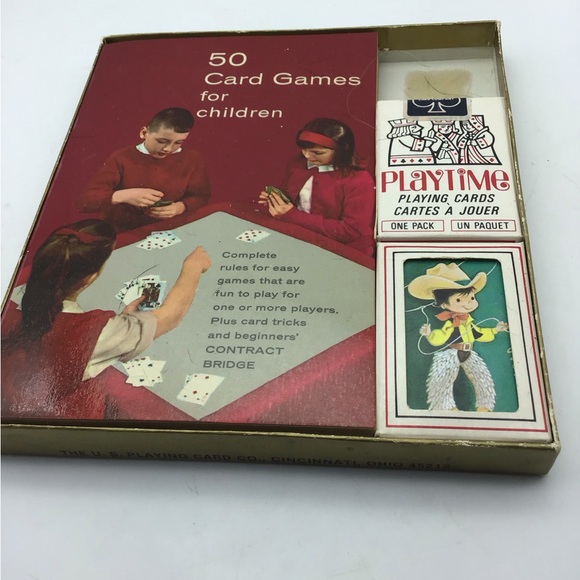 50
Card Games
for
children
Complete
rules for easy
games that are
fun to play for
one or more players.
Plus card tricks
and beginners'
CONTRACT
BRIDGE
PLAYTIME
PLAYING CARDS
CARTES À JOUER
ONE PACK
UN PAQUET
THE U. S. PLAYING CARD CO., CINCINNATI, OHIO 45212